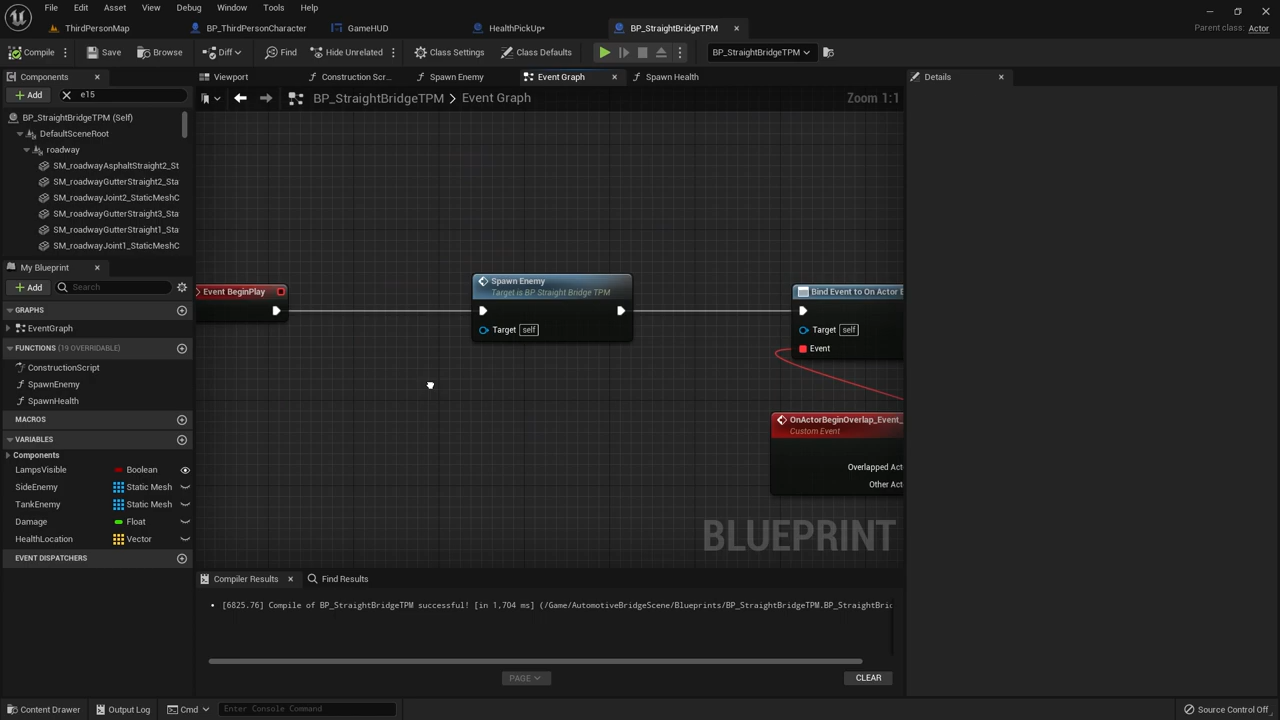 File Edit Asset View Debug Window Tools Help
ThirdPersonMap BP_ThirdPersonCharacter GameHUD HealthPickUp* BP_StraightBridgeTPM
Parent class: Actor
Compile Save Browse Diff Find Hide Unrelated Class Settings Class Defaults BP_StraightBridgeTPM
Components
Add e15
BP_StraightBridgeTPM (Self)
DefaultSceneRoot
roadway
SM_roadwayAsphaltStraight2_St
SM_roadwayGutterStraight2_Sta
SM_roadwayJoint2_StaticMeshC
SM_roadwayGutterStraight3_Sta
SM_roadwayGutterStraight1_Sta
SM_roadwayJoint1_StaticMeshC
My Blueprint
Add Search
GRAPHS
EventGraph
FUNCTIONS (19 OVERRIDABLE)
ConstructionScript
SpawnEnemy
SpawnHealth
MACROS
VARIABLES
Components
LampsVisible Boolean
SideEnemy Static Mesh
TankEnemy Static Mesh
Damage Float
HealthLocation Vector
EVENT DISPATCHERS
Viewport Construction Scr... Spawn Enemy Event Graph Spawn Health
BP_StraightBridgeTPM > Event Graph
Zoom 1:1
Event BeginPlay
Spawn Enemy
Target is BP Straight Bridge TPM
Target self
Bind Event to On Actor B
Target self
Event
OnActorBeginOverlap_Event_
Custom Event
Overlapped Act
Other Act
BLUEPRINT
Compiler Results Find Results
[6825.76] Compile of BP_StraightBridgeTPM successful! [in 1,704 ms] (/Game/AutomotiveBridgeScene/Blueprints/BP_StraightBridgeTPM.BP_StraightBric
PAGE
CLEAR
Details
Content Drawer Output Log Cmd Enter Console Command
Source Control Off